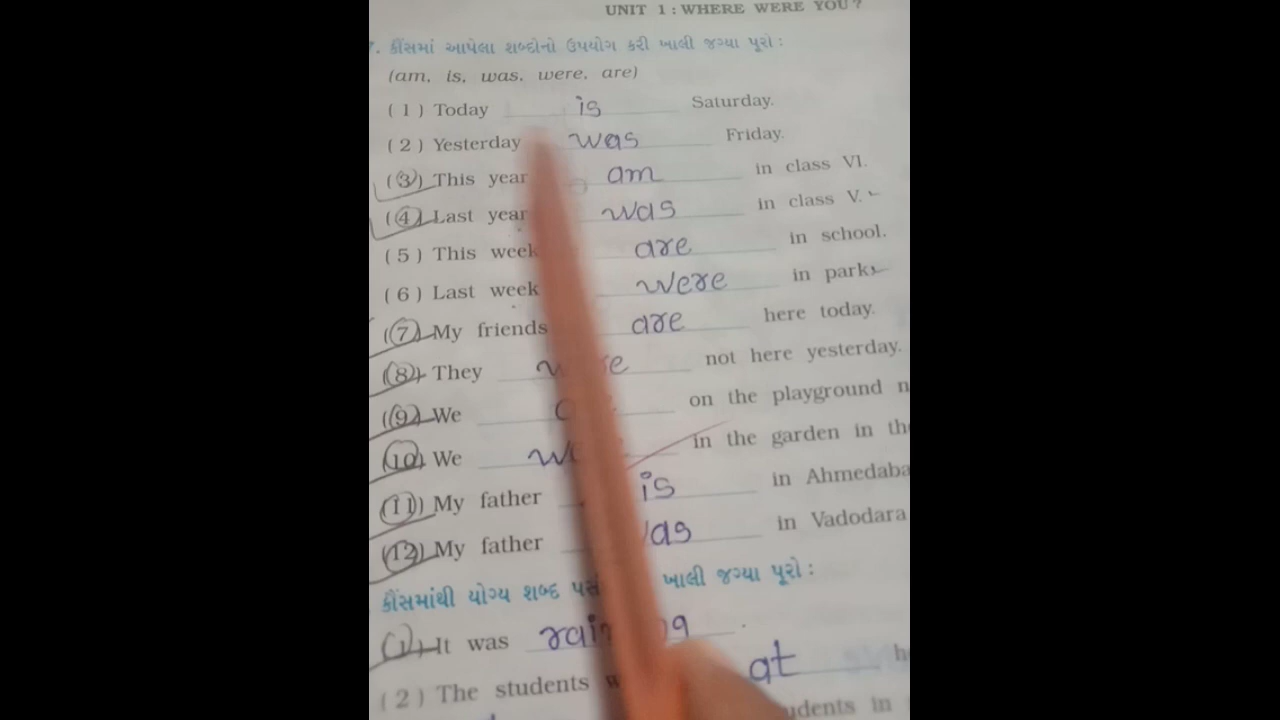 UNIT 1 : WHERE WERE YOU ?
કૌંસમાં આપેલા શબ્દોનો ઉપયોગ કરી ખાલી જગ્યા પૂરો :
(am, is, was, were, are)
(1) Today is Saturday.
(2) Yesterday was Friday.
(3) This year am in class VI.
(4) Last year was in class V.
(5) This week are in school.
(6) Last week were in park.
(7) My friends are here today.
(8) They not here yesterday.
(9) We on the playground
(10) We in the garden in
(11) My father is in
(12) My father in Vadodara
કૌંસમાંથી યોગ્ય શબ્દ ખાલી જગ્યા પૂરો :
(1) It was
(2) The students at
in